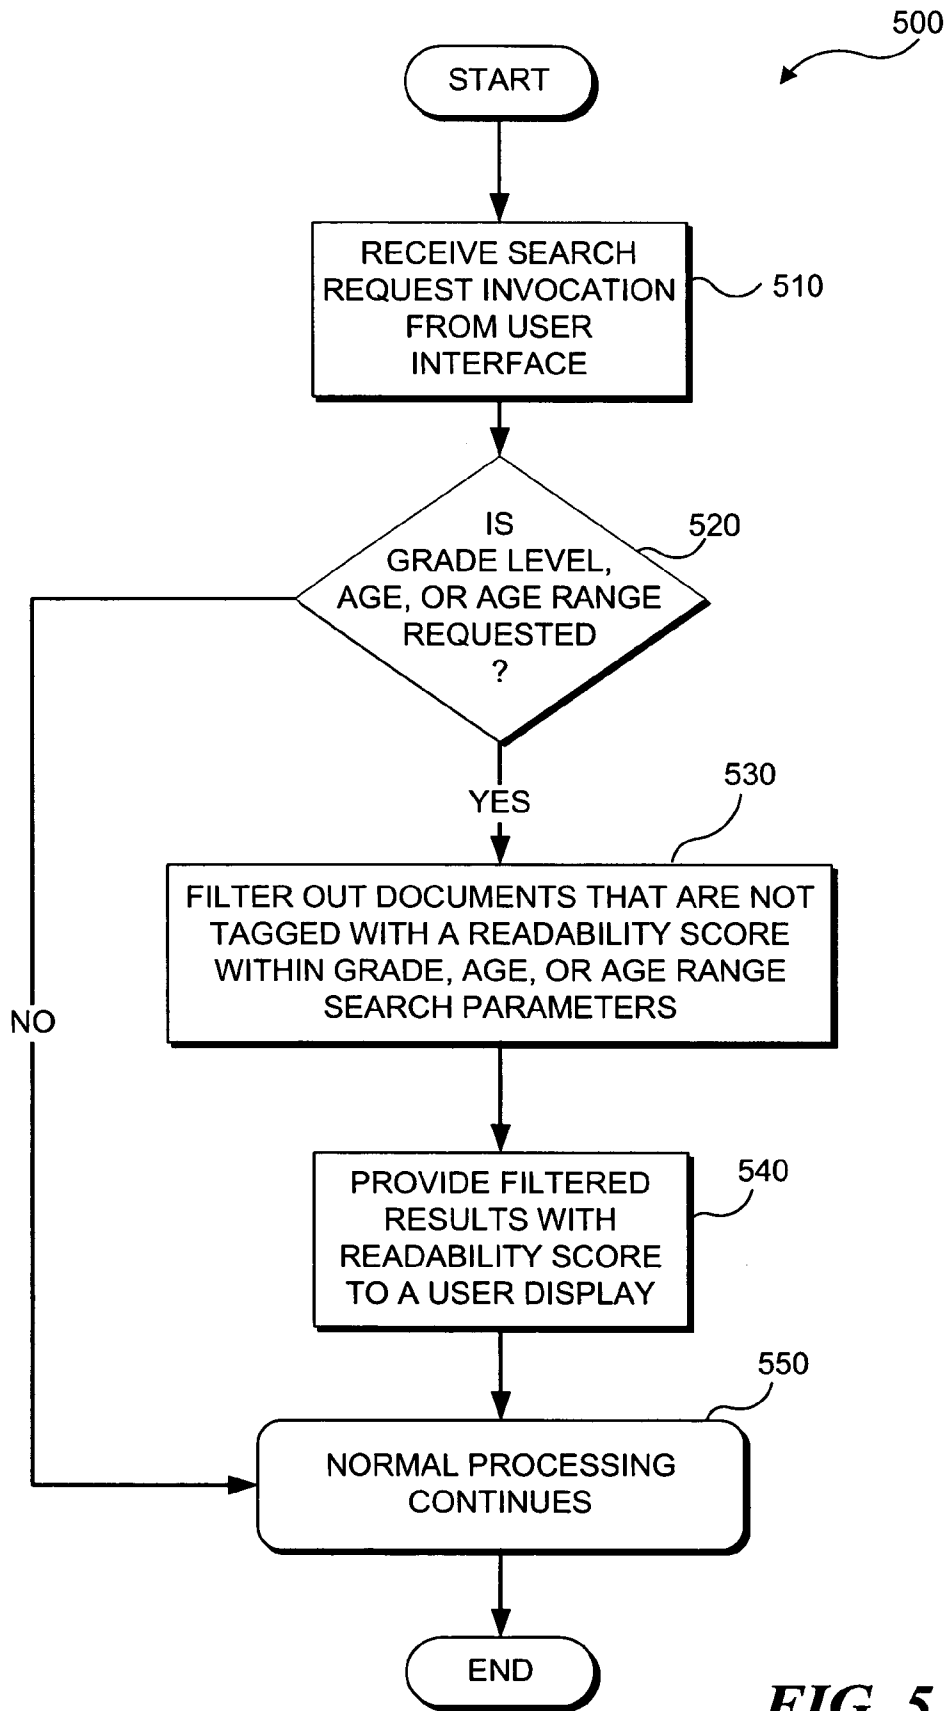 500
START
RECEIVE SEARCH
REQUEST INVOCATION
FROM USER
INTERFACE
510
IS
GRADE LEVEL,
AGE, OR AGE RANGE
REQUESTED
?
520
YES
530
FILTER OUT DOCUMENTS THAT ARE NOT
TAGGED WITH A READABILITY SCORE
WITHIN GRADE, AGE, OR AGE RANGE
SEARCH PARAMETERS
NO
PROVIDE FILTERED
RESULTS WITH
READABILITY SCORE
TO A USER DISPLAY
540
550
NORMAL PROCESSING
CONTINUES
END
FIG. 5